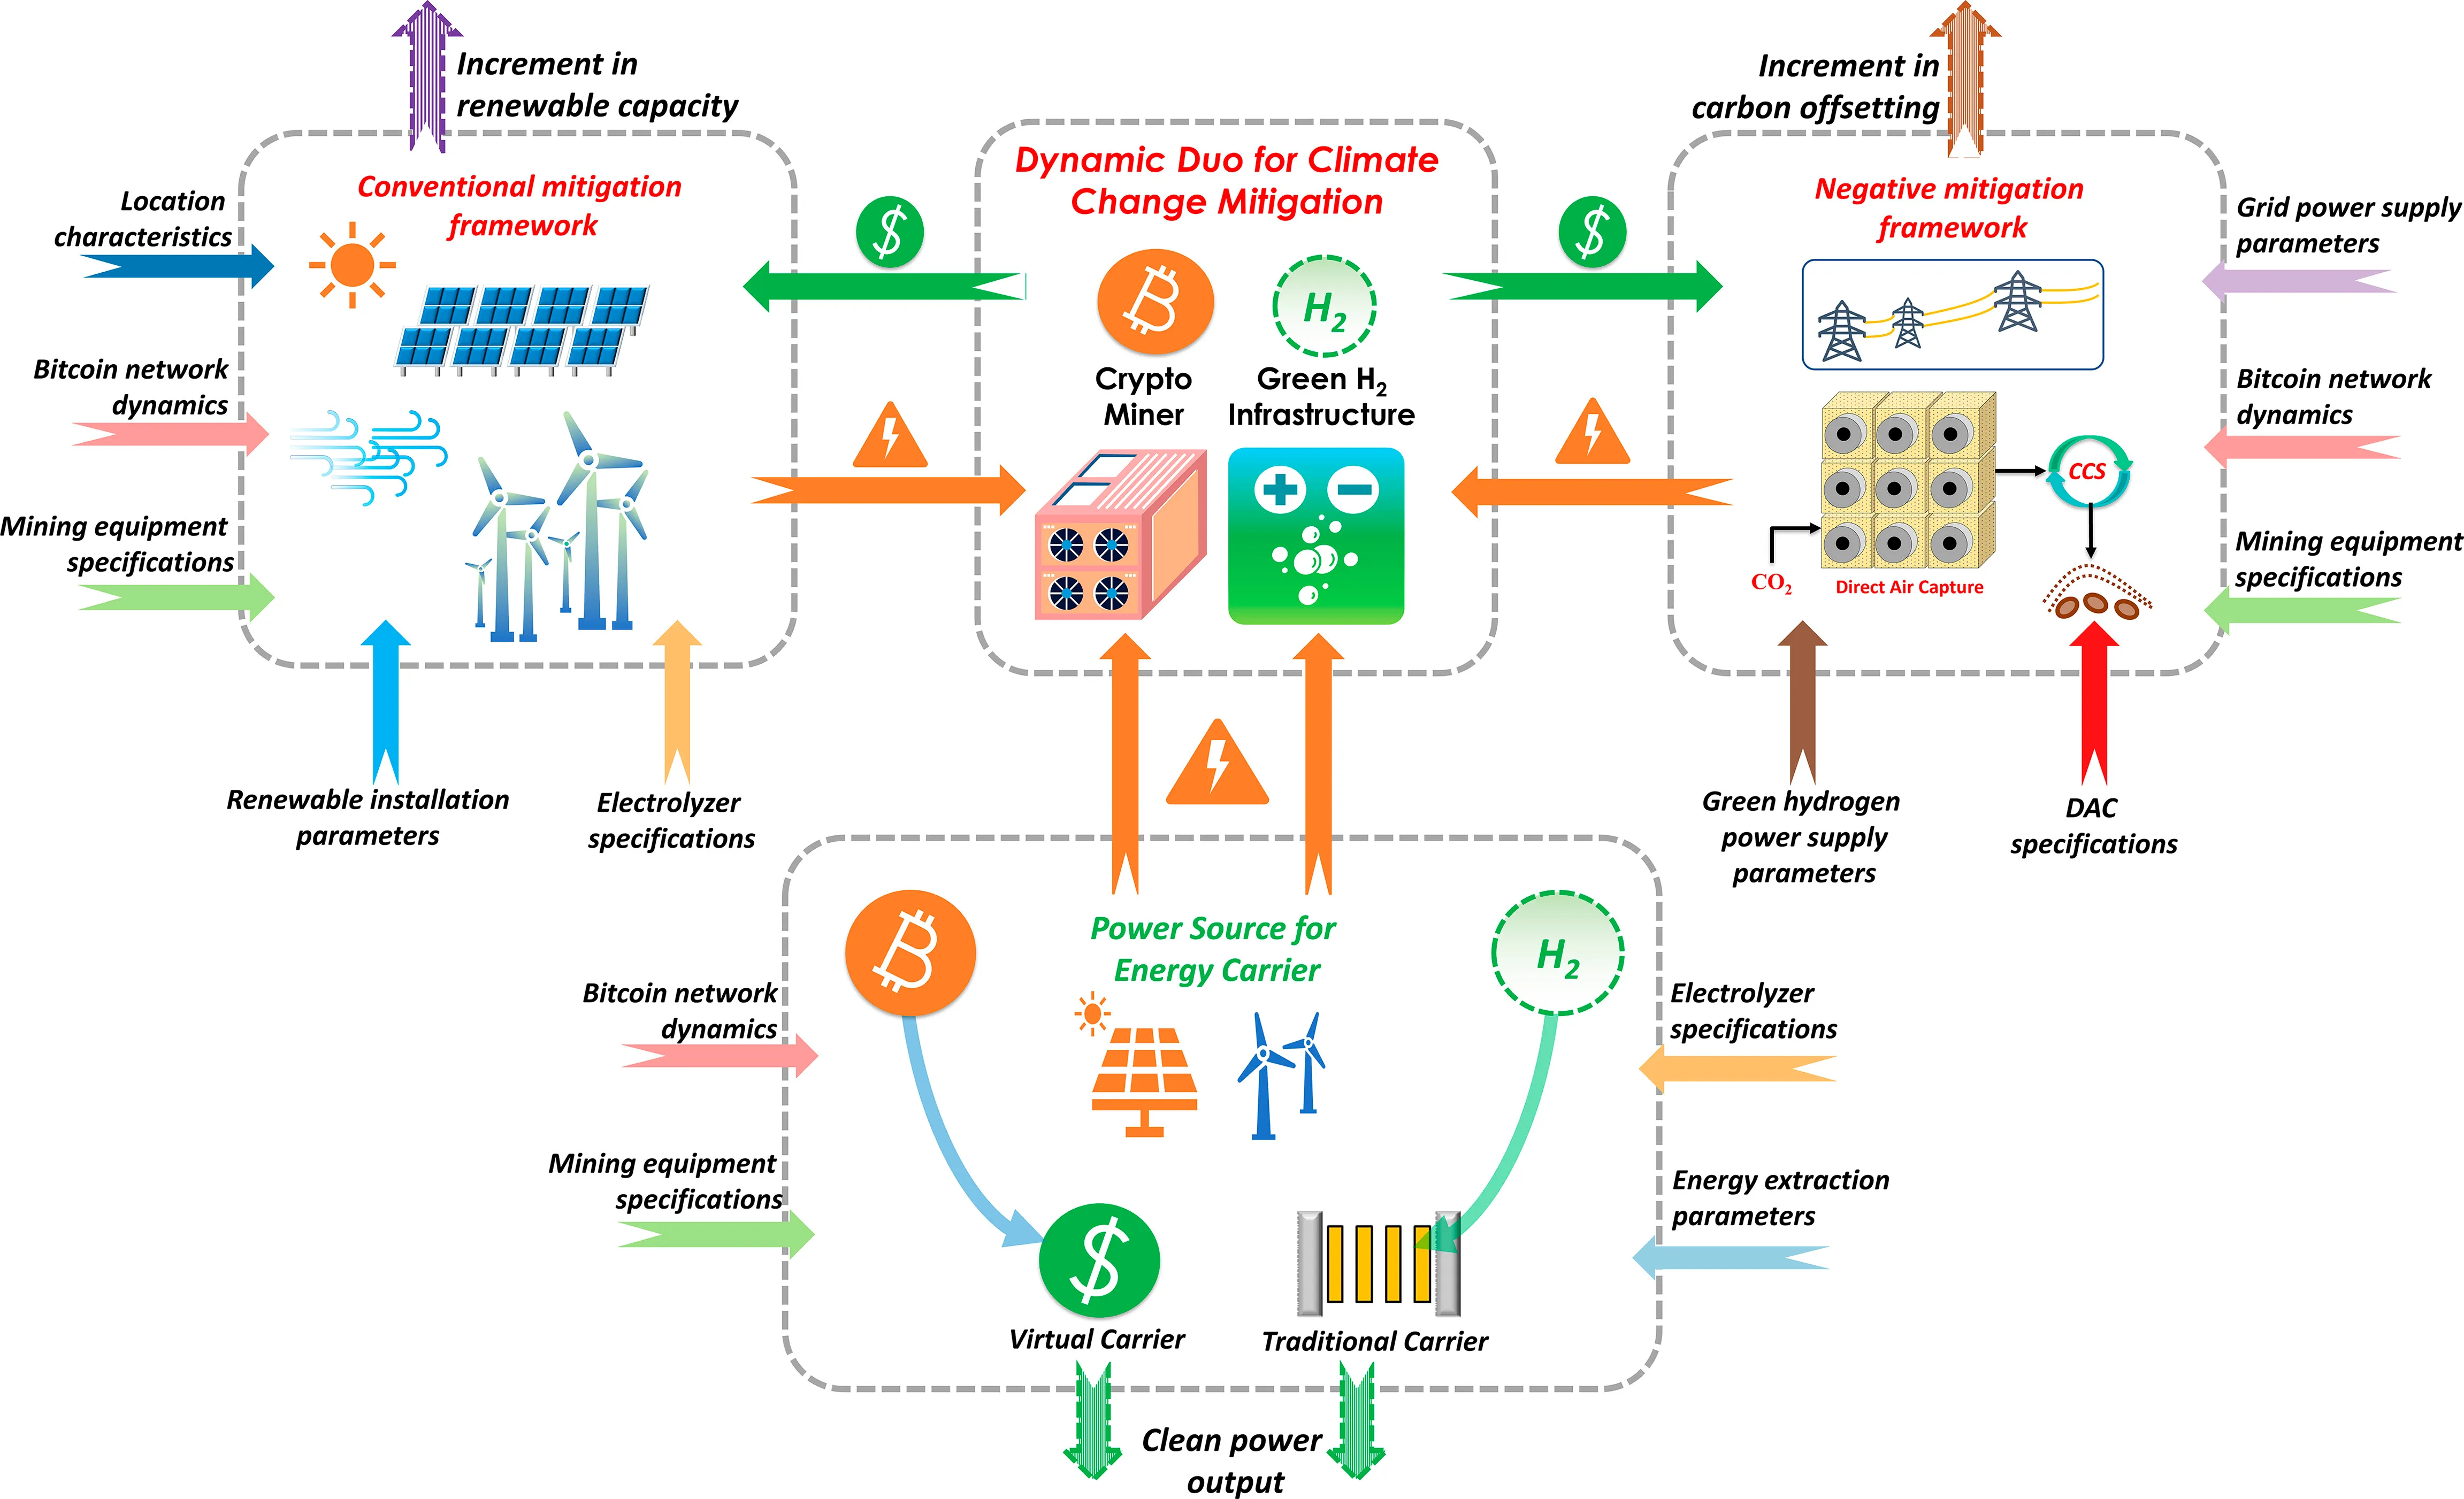 Increment in
renewable capacity
Increment in
carbon offsetting
Conventional mitigation
framework
Location
characteristics
Bitcoin network
dynamics
Mining equipment
specifications
Renewable installation
parameters
Electrolyzer
specifications
$
Dynamic Duo for Climate
Change Mitigation
H2
Crypto
Miner
Green H2
Infrastructure
$
Negative mitigation
framework
CCS
CO2
Direct Air Capture
Grid power supply
parameters
Bitcoin network
dynamics
Mining equipment
specifications
Green hydrogen
power supply
parameters
DAC
specifications
Power Source for
Energy Carrier
H2
Bitcoin network
dynamics
Mining equipment
specifications
Electrolyzer
specifications
Energy extraction
parameters
$
Virtual Carrier
Traditional Carrier
Clean power
output